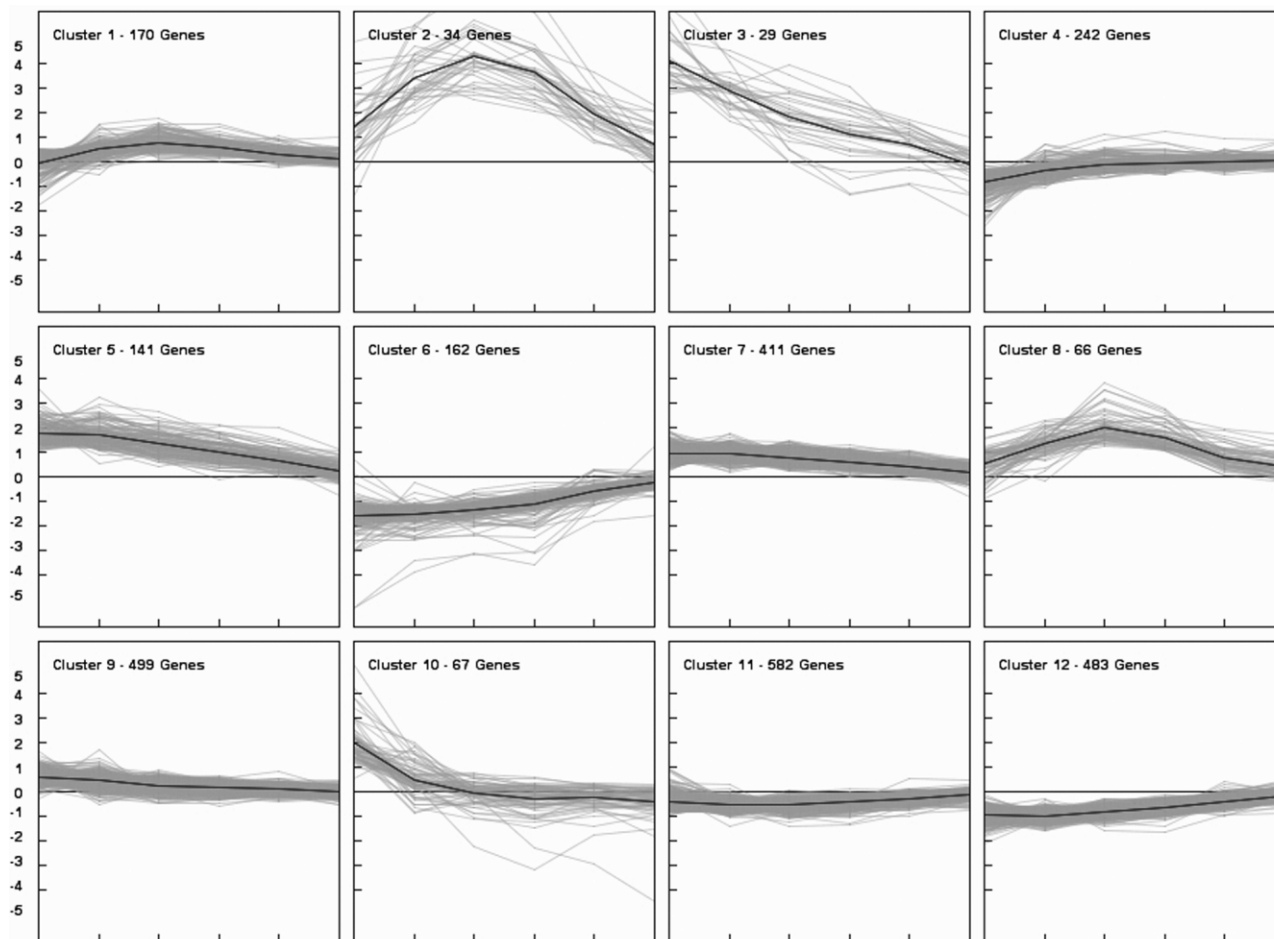 Cluster 1 - 170 Genes
Cluster 2 - 34 Genes
Cluster 3 - 29 Genes
Cluster 4 - 242 Genes
5
4
3
2
1
0
-1
-2
-3
-4
-5
Cluster 5 - 141 Genes
Cluster 6 - 162 Genes
Cluster 7 - 411 Genes
Cluster 8 - 66 Genes
5
4
3
2
1
0
-1
-2
-3
-4
-5
Cluster 9 - 499 Genes
Cluster 10 - 67 Genes
Cluster 11 - 582 Genes
Cluster 12 - 483 Genes
5
4
3
2
1
0
-1
-2
-3
-4
-5